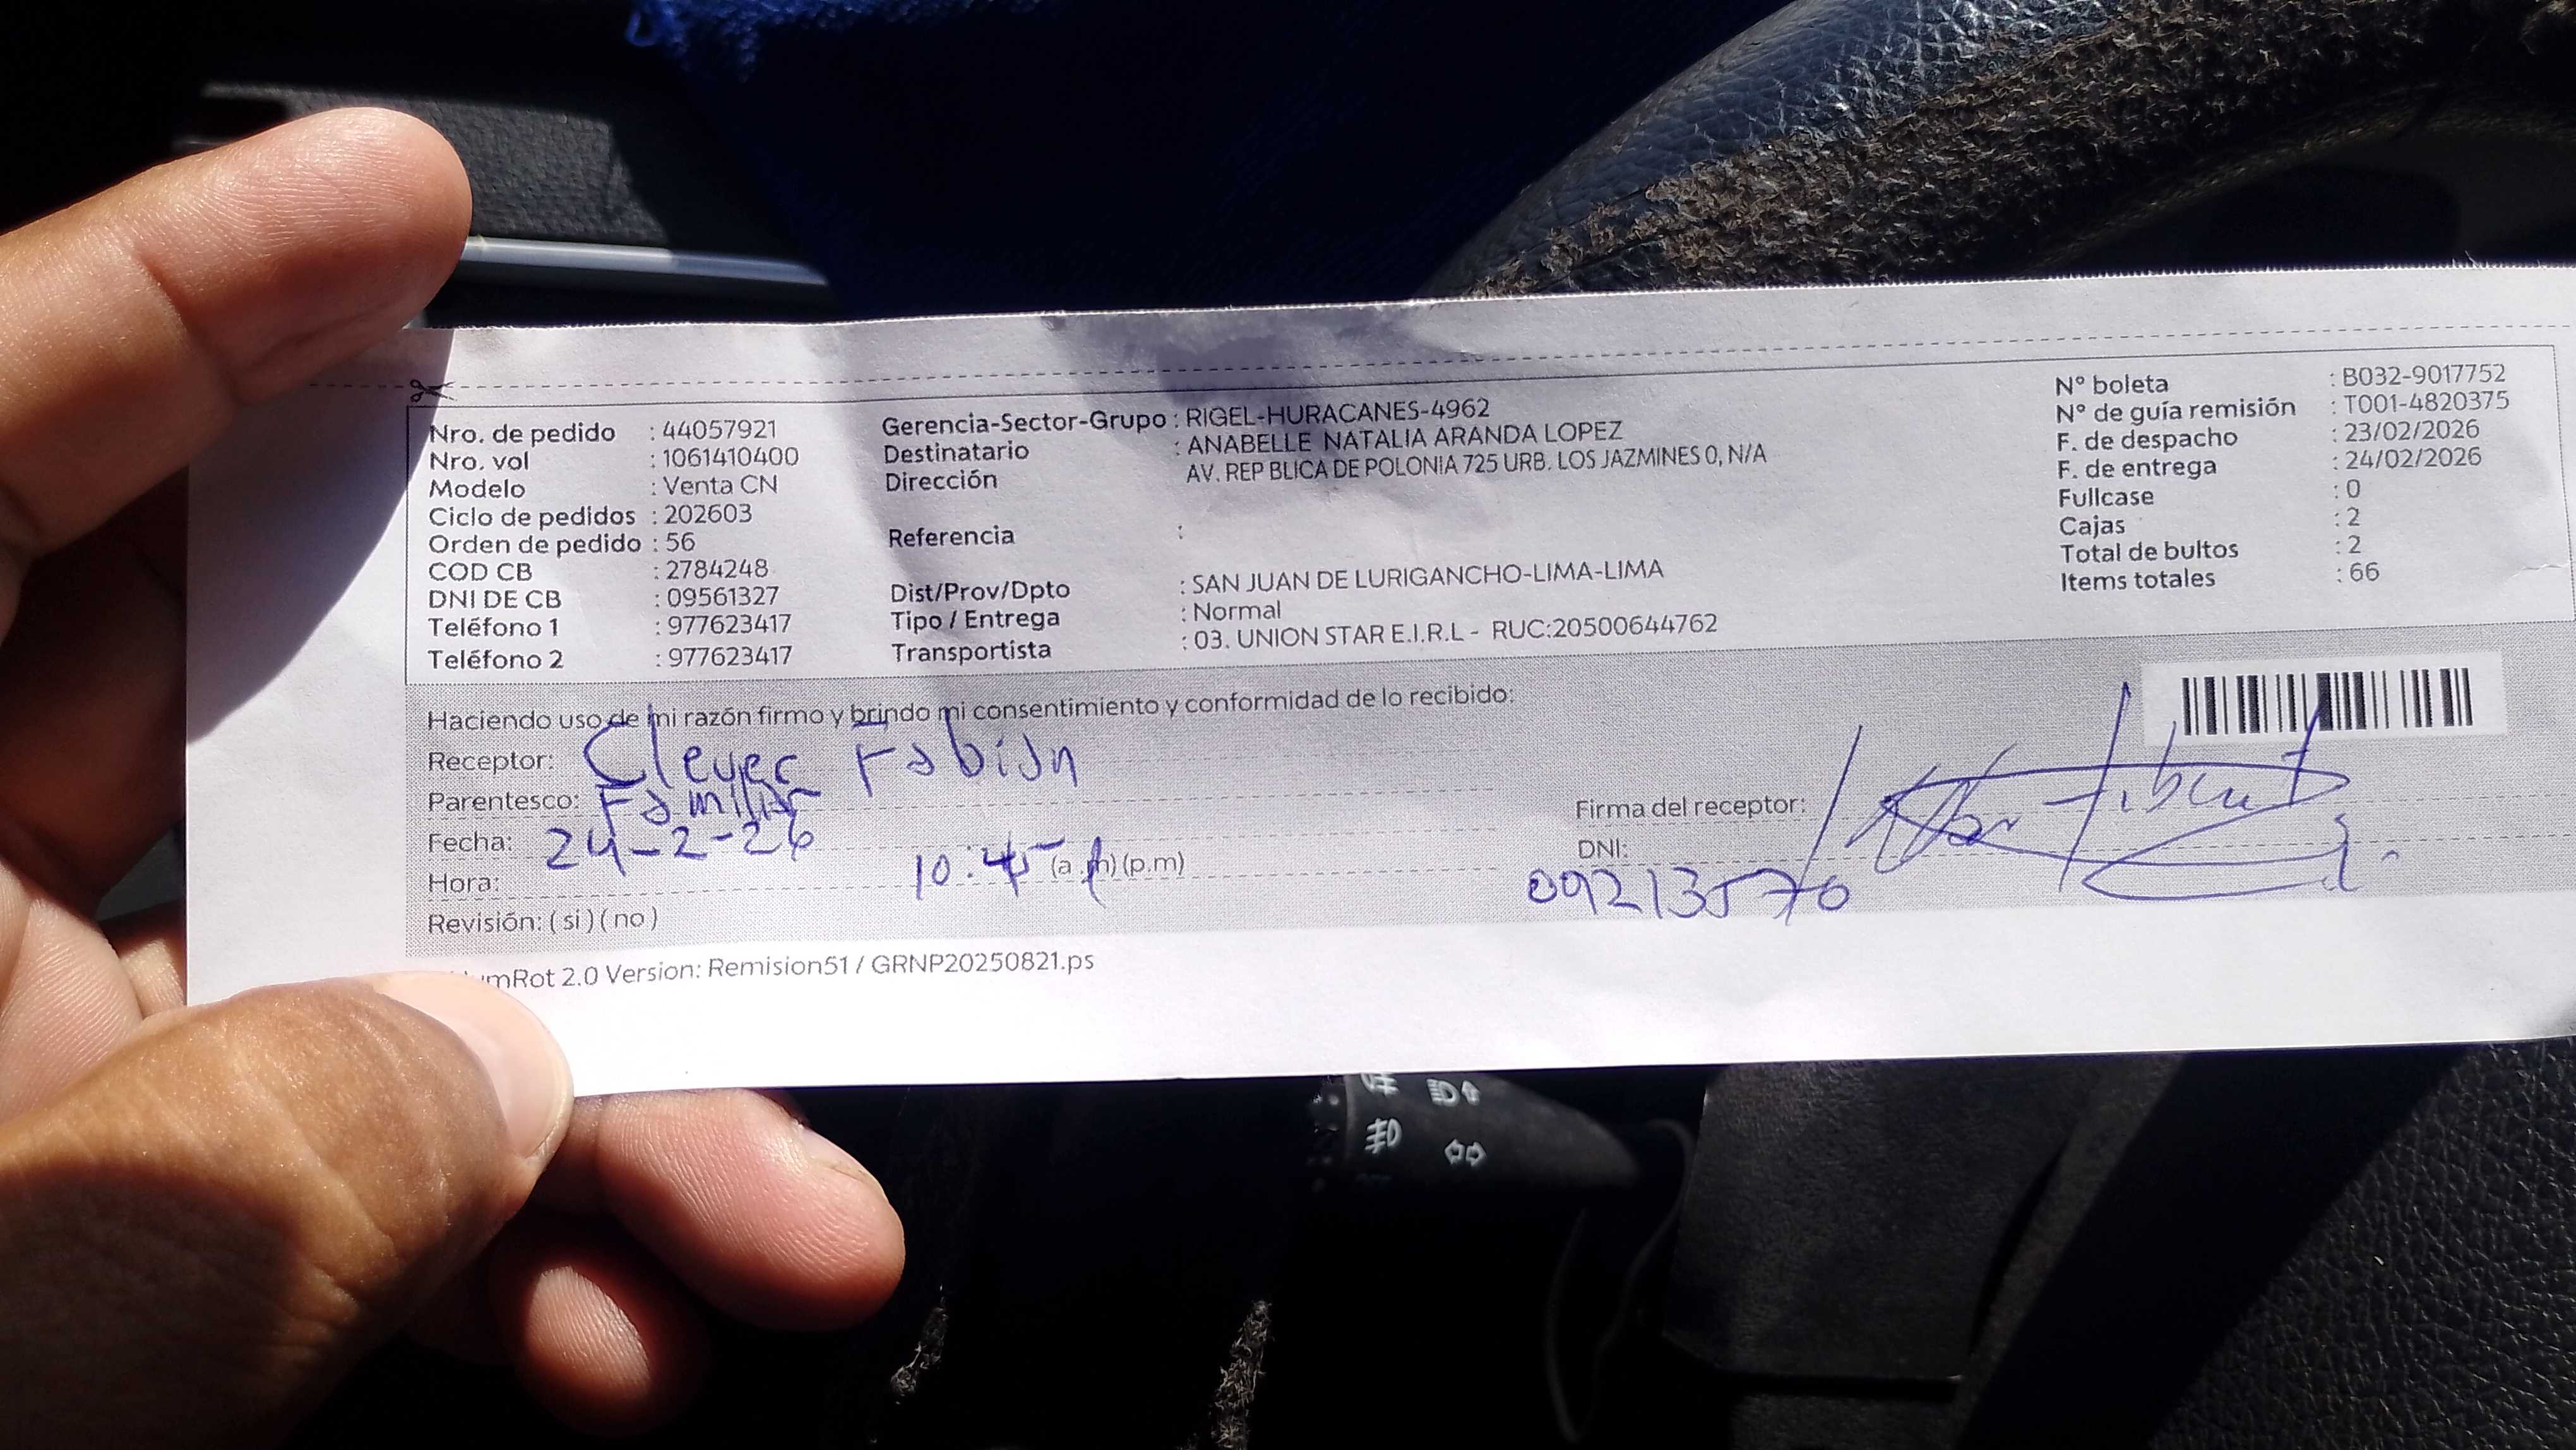 Nro. de pedido : 44057921
Nro. vol : 1061410400
Modelo : Venta CN
Ciclo de pedidos : 202603
Orden de pedido : 56
COD CB : 2784248
DNI DE CB : 09561327
Teléfono 1 : 977623417
Teléfono 2 : 977623417
Gerencia-Sector-Grupo : RIGEL-HURACANES-4962
Destinatario : ANABELLE NATALIA ARANDA LOPEZ
Dirección AV. REP BLICA DE POLONIA 725 URB. LOS JAZMINES 0, N/A
Referencia :
Dist/Prov/Dpto : SAN JUAN DE LURIGANCHO-LIMA-LIMA
Tipo / Entrega : Normal
Transportista : 03. UNION STAR E.I.R.L - RUC:20500644762
N° boleta : B032-9017752
N° de guía remisión : T001-4820375
F. de despacho : 23/02/2026
F. de entrega : 24/02/2026
Fullcase : 0
Cajas : 2
Total de bultos : 2
Items totales : 66
Haciendo uso de mi razón firmo y brindo mi consentimiento y conformidad de lo recibido:
Receptor: Clever Fabian
Parentesco: Familiar
Fecha: 24-2-26
Hora: 10:45 (a.m) (p.m)
Revisión: ( si ) ( no )
Firma del receptor:
DNI: 09213570
mRot 2.0 Version: Remision51 / GRNP20250821.ps